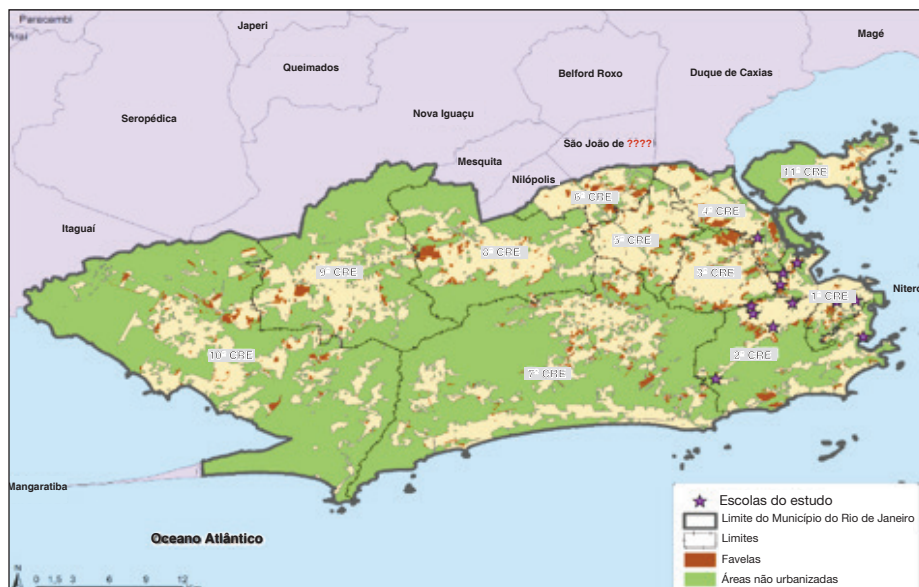 Paracambi
Japeri
Magé
Queimados
Belford Roxo
Duque de Caxias
Seropédica
Nova Iguaçu
São João de ????
Mesquita
Nilópolis
11ª CRE
6ª CRE
4ª CRE
Itaguaí
5ª CRE
8ª CRE
9ª CRE
3ª CRE
1ª CRE
Niteró
10ª CRE
2ª CRE
7ª CRE
Mangaratiba
Oceano Atlântico
Escolas do estudo
Limite do Município do Rio de Janeiro
Limites
Favelas
Áreas não urbanizadas
N
0 1,5 3 6 9 12